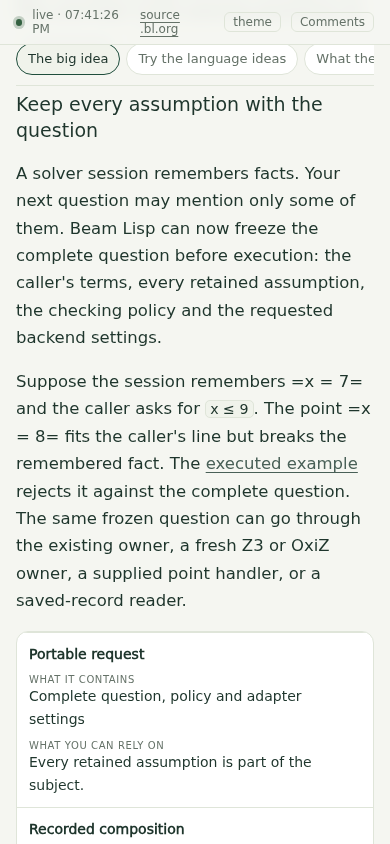 live · 07:41:26 PM
source .bl.org
theme
Comments
The big idea
Try the language ideas
What the
Keep every assumption with the
question
A solver session remembers facts. Your
next question may mention only some of
them. Beam Lisp can now freeze the
complete question before execution: the
caller's terms, every retained assumption,
the checking policy and the requested
backend settings.
Suppose the session remembers =x = 7=
and the caller asks for x ≤ 9. The point =x
= 8= fits the caller's line but breaks the
remembered fact. The executed example
rejects it against the complete question.
The same frozen question can go through
the existing owner, a fresh Z3 or OxiZ
owner, a supplied point handler, or a
saved-record reader.
Portable request
WHAT IT CONTAINS
Complete question, policy and adapter
settings
WHAT YOU CAN RELY ON
Every retained assumption is part of the
subject.
Recorded composition